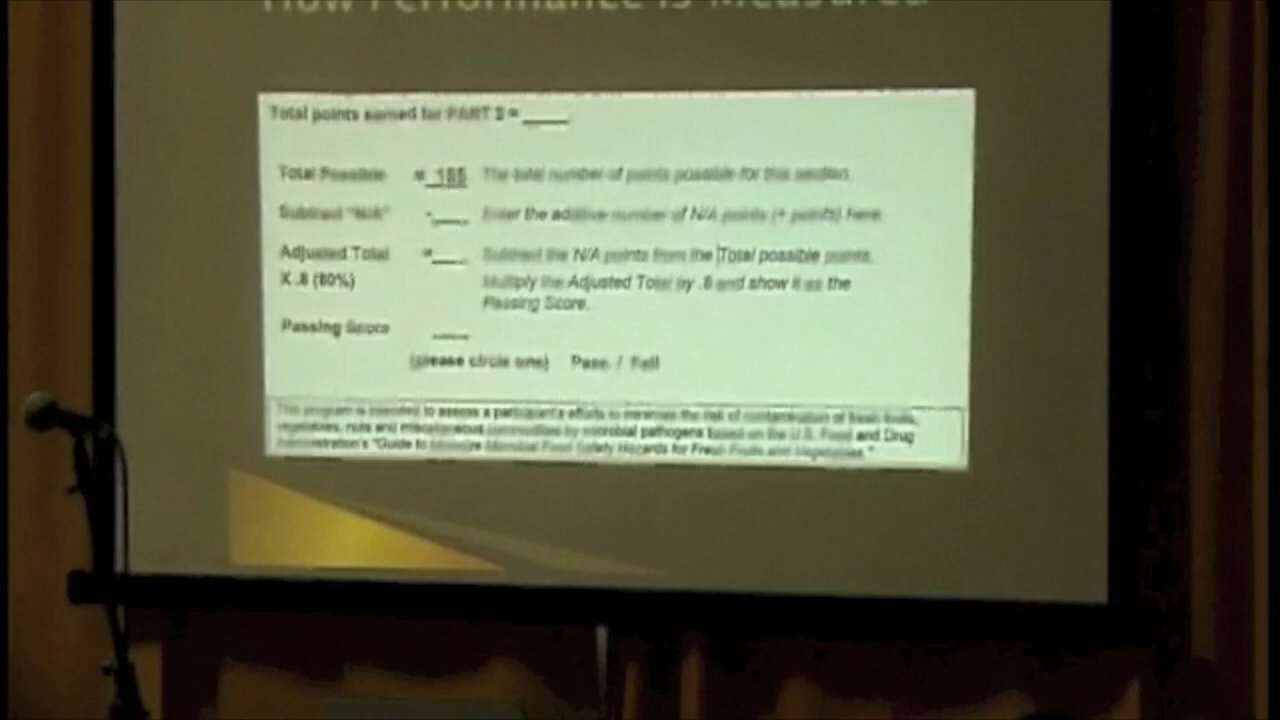 How Performance is Measured
Total points earned for PART 2 = ____
Total Possible = 185 The total number of points possible for this section.
Subtract "N/A" -____ Enter the additive number of N/A points (+ points) here.
Adjusted Total =____ Subtract the N/A points from the Total possible points.
X .8 (80%) Multiply the Adjusted Total by .8 and show it as the
Passing Score.
Passing Score ____
(please circle one) Pass / Fail
This program is intended to assess a participant's efforts to minimize the risk of contamination of fresh fruits,
vegetables, nuts and miscellaneous commodities by microbial pathogens based on the U.S. Food and Drug
Administration's "Guide to Minimize Microbial Food Safety Hazards for Fresh Fruits and Vegetables."